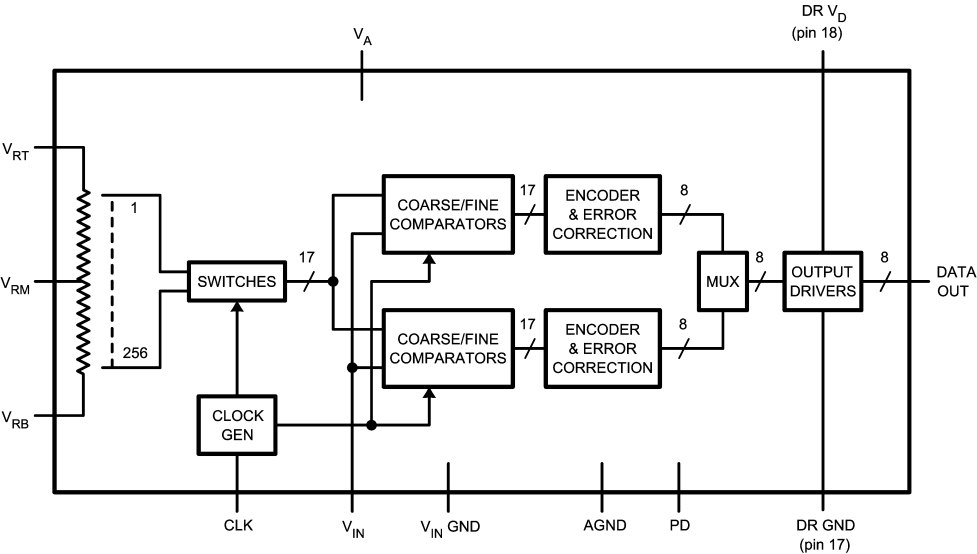 DR VD
(pin 18)
VA
VRT
1
17
COARSE/FINE
COMPARATORS
17
ENCODER
& ERROR
CORRECTION
8
VRM
SWITCHES
17
MUX
8
OUTPUT
DRIVERS
8
DATA
OUT
256
COARSE/FINE
COMPARATORS
17
ENCODER
& ERROR
CORRECTION
8
VRB
CLOCK
GEN
CLK
VIN
VIN GND
AGND
PD
DR GND
(pin 17)